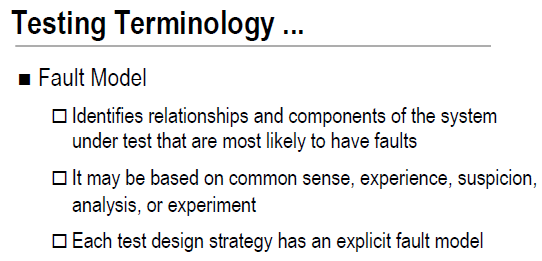 Testing Terminology ...
Fault Model
Identifies relationships and components of the system
under test that are most likely to have faults
It may be based on common sense, experience, suspicion,
analysis, or experiment
Each test design strategy has an explicit fault model